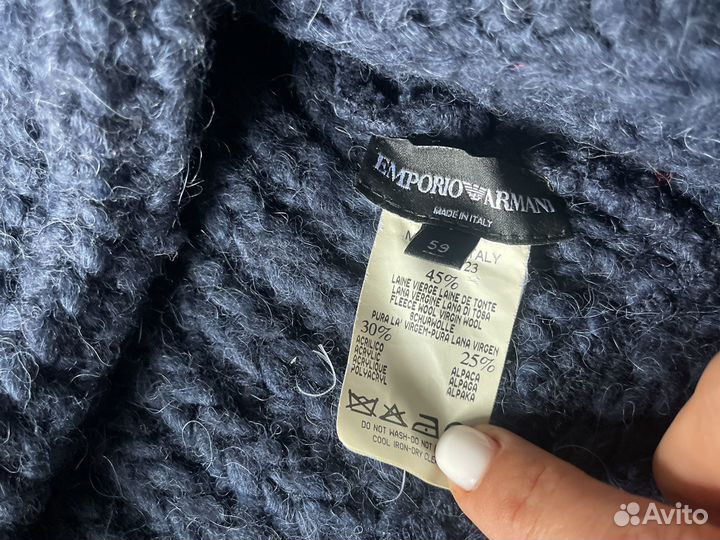 EMPORIO ARMANI
MADE IN ITALY
59
M ITALY
23
45%
LAINE VIERGE LAINE DE TONTE
LANA VERGINE LANA DI TOSA
FLEECE WOOL VIRGIN WOOL
SCHURWOLLE
PURA LA VIRGEN-PURA LANA VIRGEN
30%
ACRILICO
ACRYLIC
ACRYLIQUE
POLYACRYL
25%
ALPACA
ALPAGA
ALPAKA
DO NOT WASH-DO NOT
COOL IRON-DRY CLE
Avito